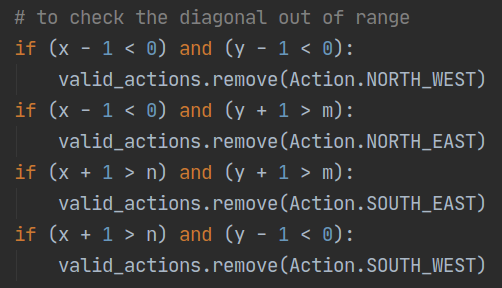 # to check the diagonal out of range
if (x - 1 < 0) and (y - 1 < 0):
    valid_actions.remove(Action.NORTH_WEST)
if (x - 1 < 0) and (y + 1 > m):
    valid_actions.remove(Action.NORTH_EAST)
if (x + 1 > n) and (y + 1 > m):
    valid_actions.remove(Action.SOUTH_EAST)
if (x + 1 > n) and (y - 1 < 0):
    valid_actions.remove(Action.SOUTH_WEST)